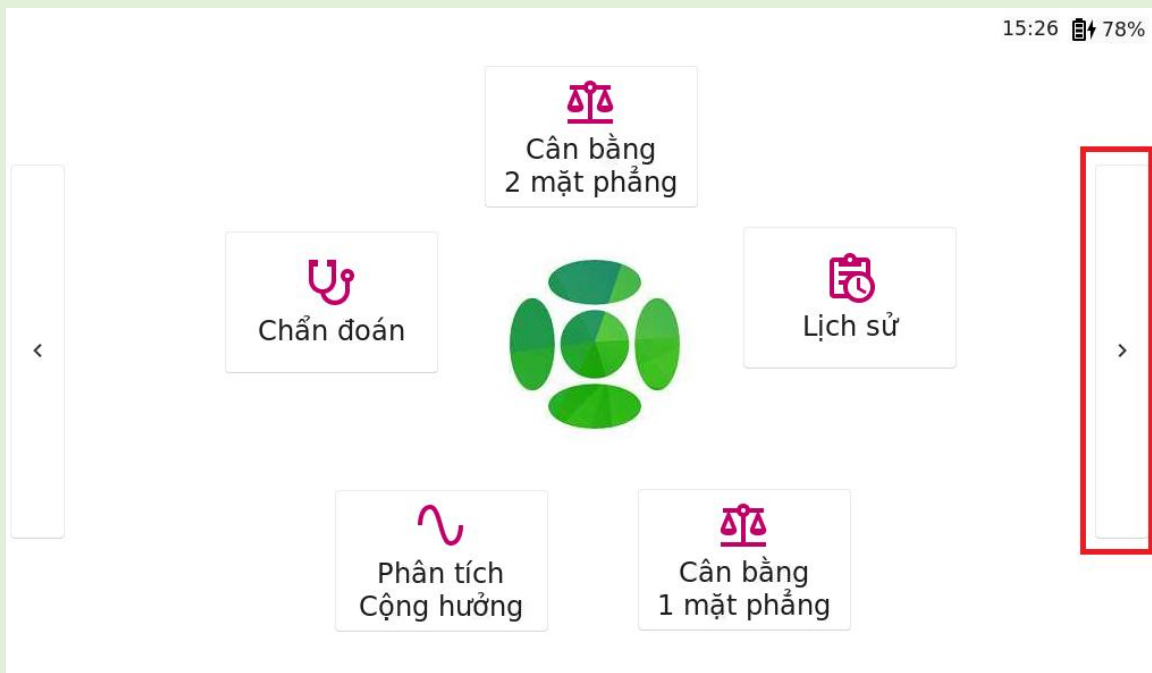 15:26 78%
Cân bằng
2 mặt phẳng
Chẩn đoán
Lịch sử
Phân tích
Cộng hưởng
Cân bằng
1 mặt phẳng